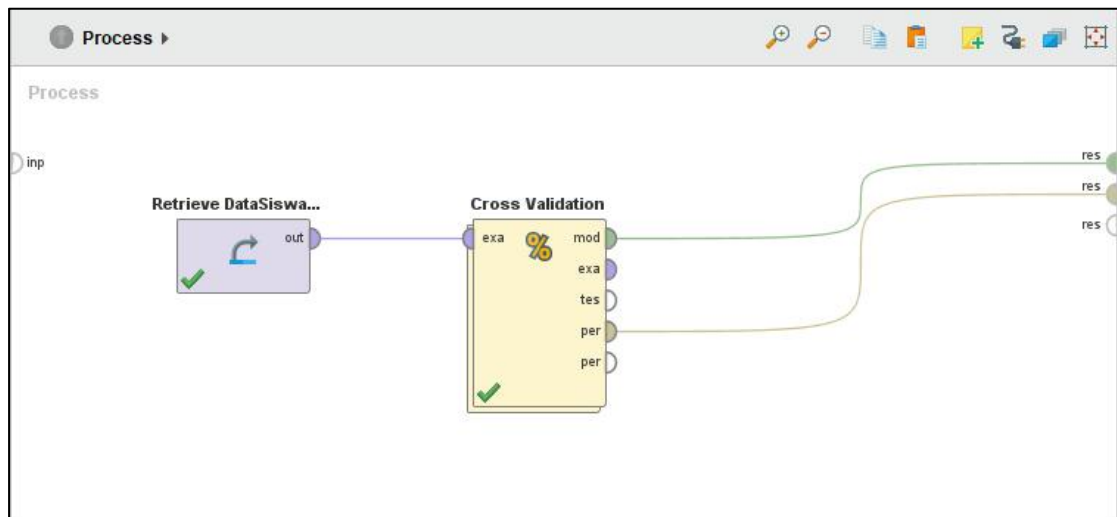 Process
Process
inp
res
res
res
Retrieve DataSiswa...
out
Cross Validation
exa
%
mod
exa
tes
per
per